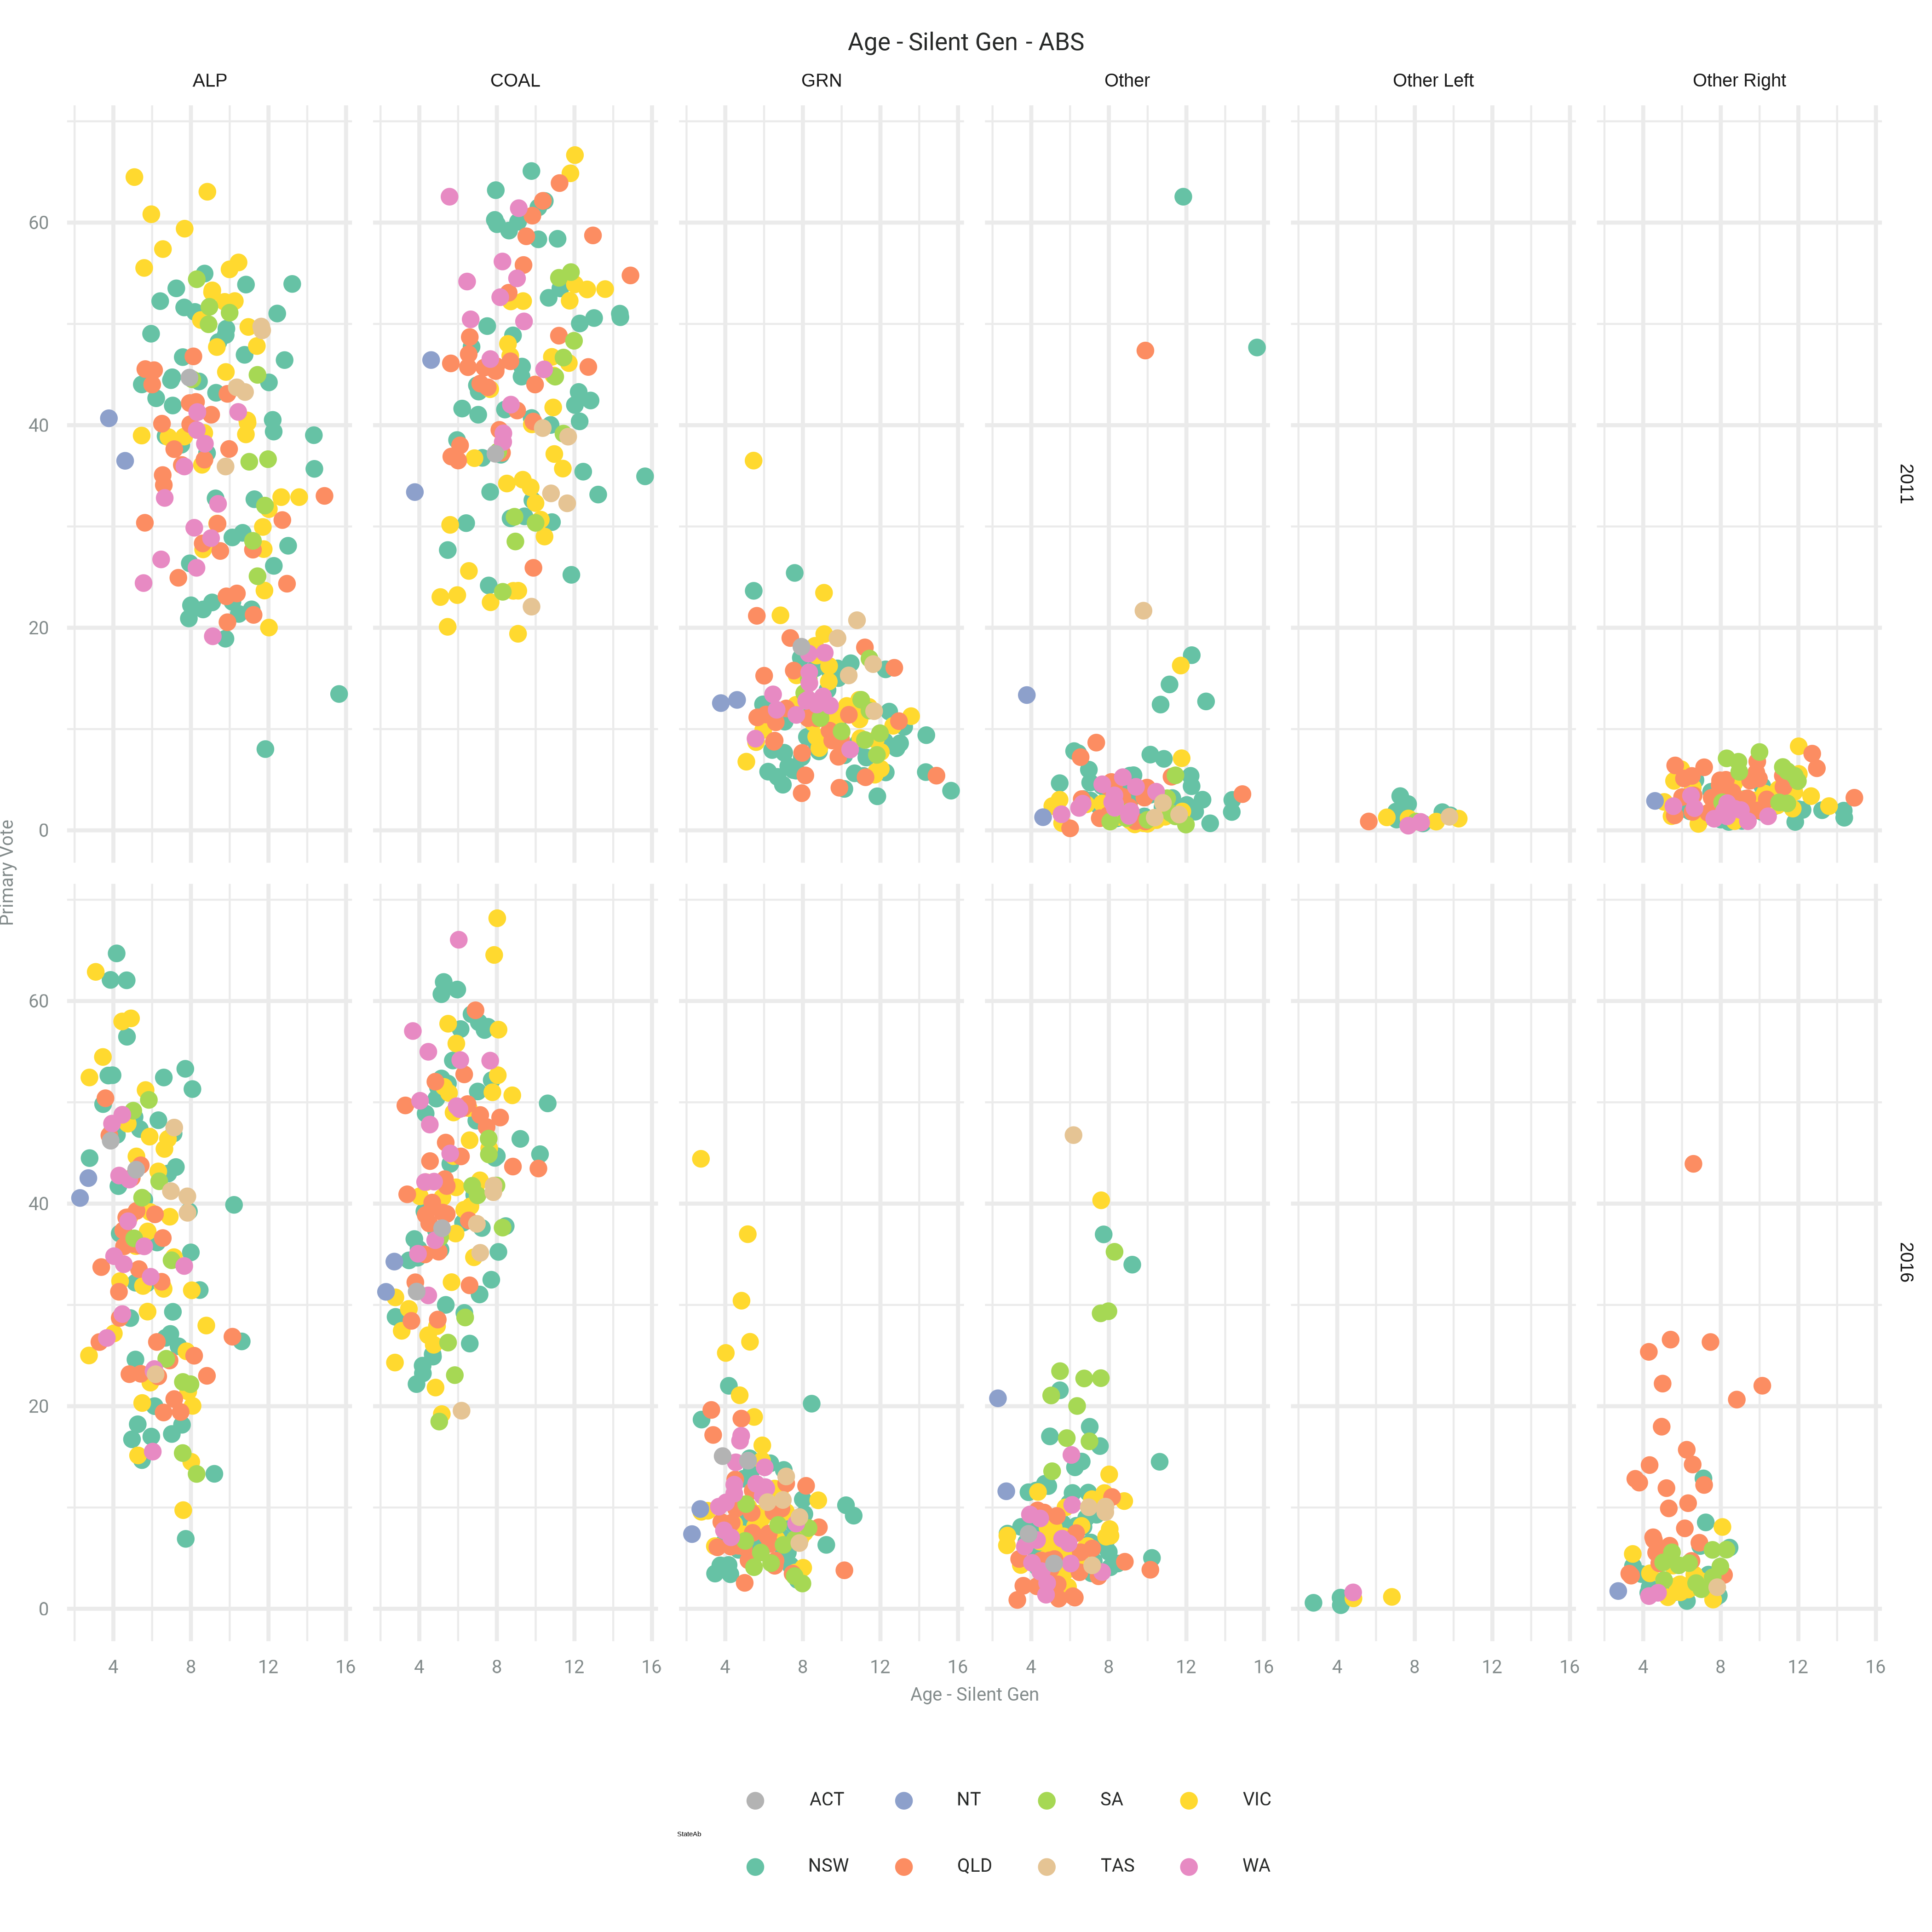 Age - Silent Gen - ABS
ALP COAL GRN Other Other Left Other Right
60
40
20
0
2011
Primary Vote
60
40
20
0
2016
4 8 12 16 4 8 12 16 4 8 12 16 4 8 12 16 4 8 12 16 4 8 12 16
Age - Silent Gen
ACT NT SA VIC
StateAb
NSW QLD TAS WA